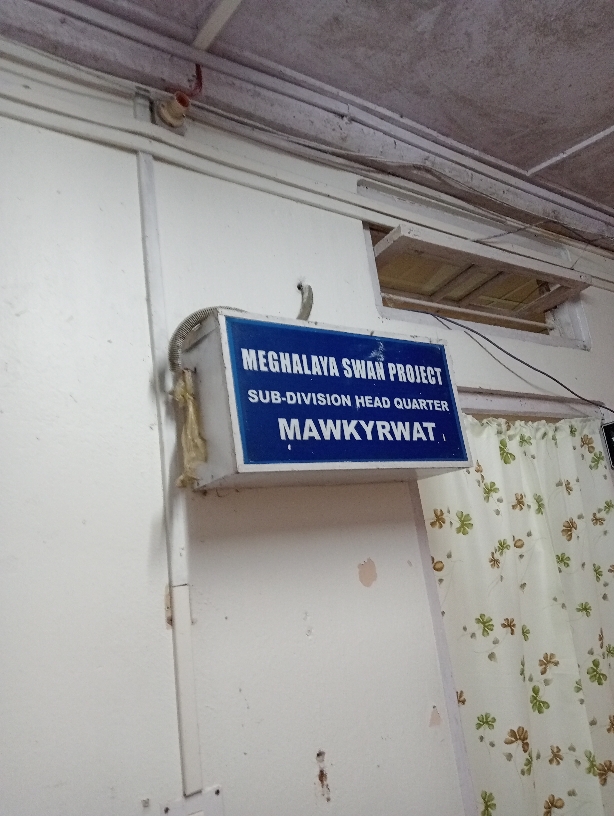 MEGHALAYA SWAN PROJECT
SUB-DIVISION HEAD QUARTER
MAWKYRWAT